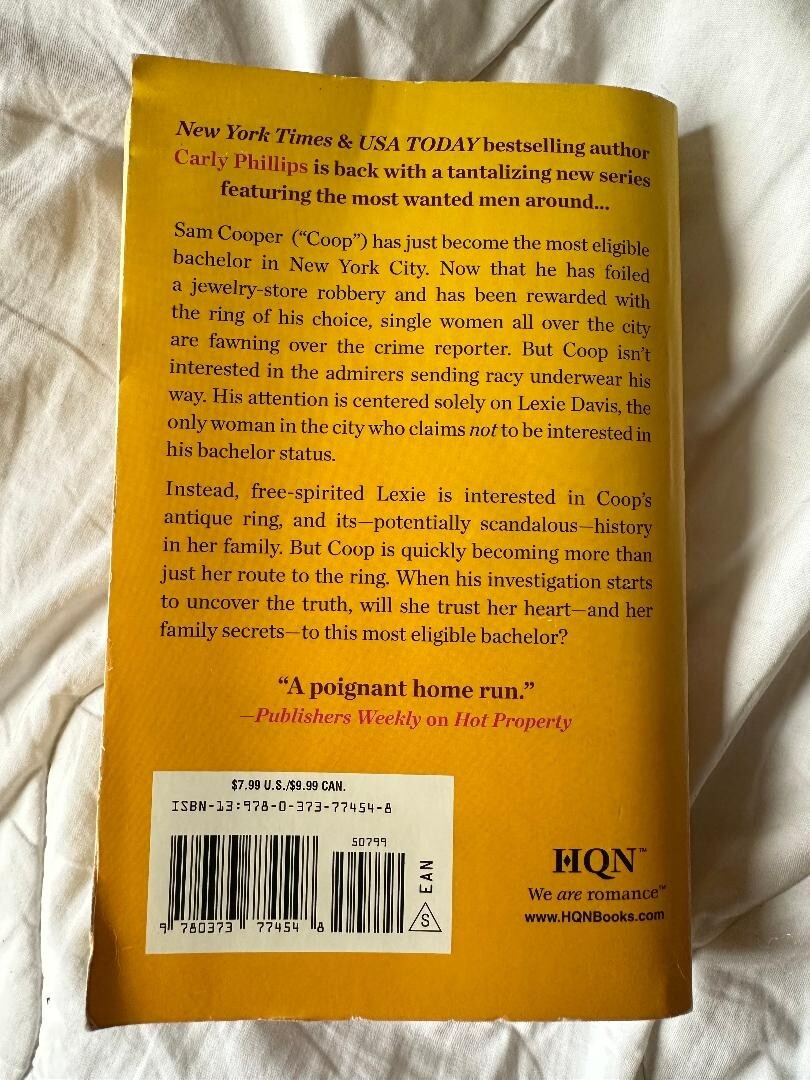 New York Times & USA TODAY bestselling author
Carly Phillips is back with a tantalizing new series
featuring the most wanted men around...
Sam Cooper (“Coop”) has just become the most eligible
bachelor in New York City. Now that he has foiled
a jewelry-store robbery and has been rewarded with
the ring of his choice, single women all over the city
are fawning over the crime reporter. But Coop isn’t
interested in the admirers sending racy underwear his
way. His attention is centered solely on Lexie Davis, the
only woman in the city who claims not to be interested in
his bachelor status.
Instead, free-spirited Lexie is interested in Coop’s
antique ring, and its—potentially scandalous—history
in her family. But Coop is quickly becoming more than
just her route to the ring. When his investigation starts
to uncover the truth, will she trust her heart—and her
family secrets—to this most eligible bachelor?
“A poignant home run.”
—Publishers Weekly on Hot Property
$7.99 U.S./$9.99 CAN.
ISBN-13:978-0-373-77454-8
50799
9 780373 77454 8
S
EAN
HQN™
We are romance™
www.HQNBooks.com